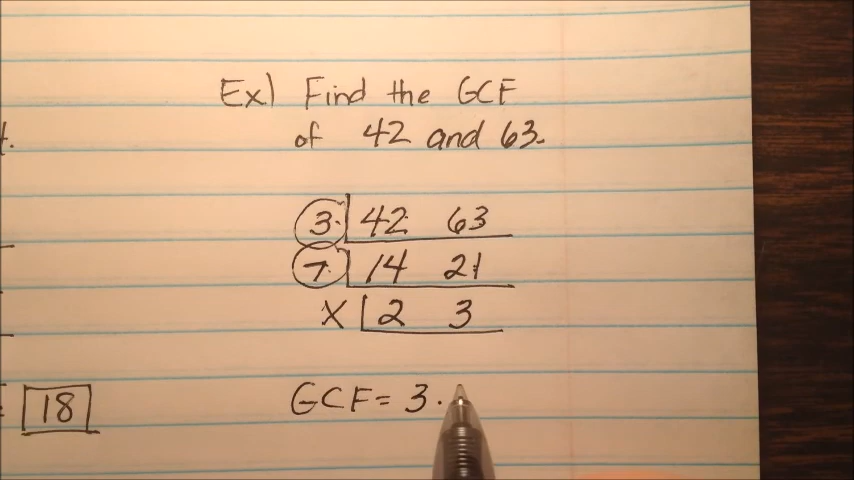 Ex) Find the GCF
of 42 and 63.
3 42 63
7 14 21
X 2 3
GCF = 3 ·
18